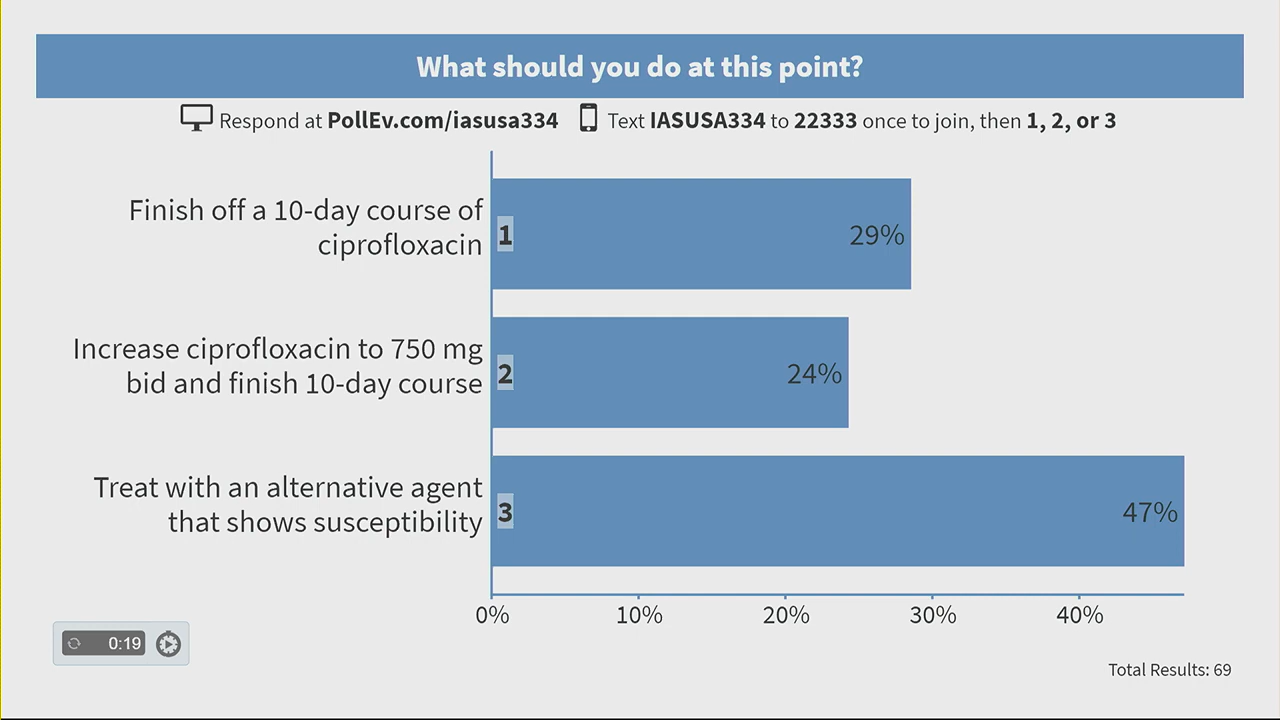 What should you do at this point?
Respond at PollEv.com/iasusa334 Text IASUSA334 to 22333 once to join, then 1, 2, or 3
Finish off a 10-day course of
ciprofloxacin
1
29%
Increase ciprofloxacin to 750 mg
bid and finish 10-day course
2
24%
Treat with an alternative agent
that shows susceptibility
3
47%
0% 10% 20% 30% 40%
0:19
Total Results: 69